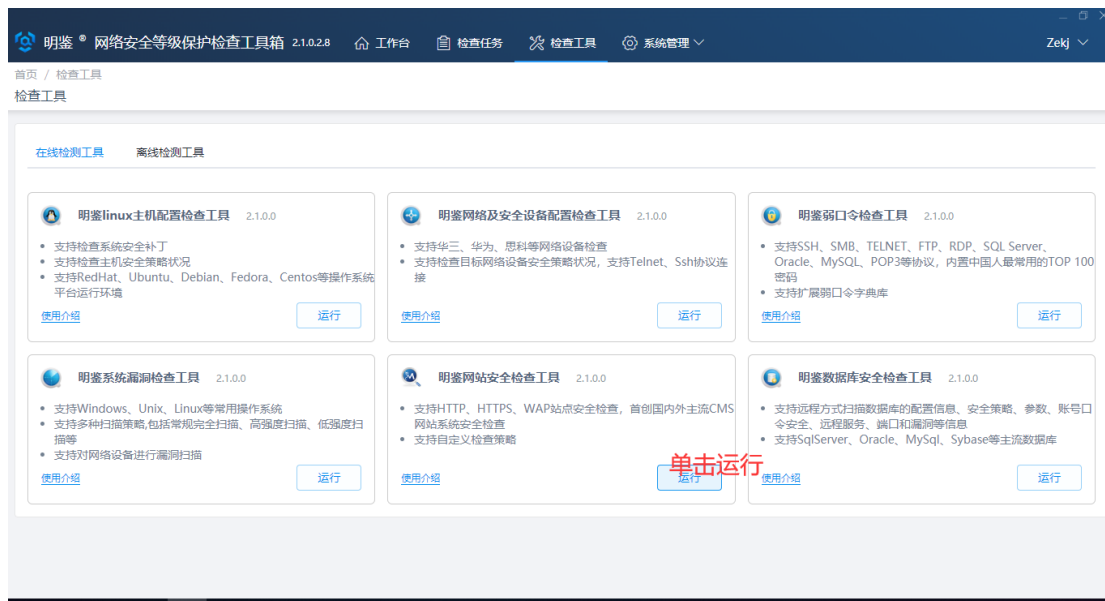 明鉴 ® 网络安全等级保护检查工具箱 2.1.0.2.8 工作台 检查任务 检查工具 系统管理 Zekj
首页 / 检查工具
检查工具
在线检测工具 离线检测工具
明鉴linux主机配置检查工具 2.1.0.0
支持检查系统安全补丁
支持检查主机安全策略状况
支持RedHat、Ubuntu、Debian、Fedora、Centos等操作系统
平台运行环境
使用介绍 运行
明鉴网络及安全设备配置检查工具 2.1.0.0
支持华三、华为、思科等网络设备检查
支持检查目标网络设备安全策略状况，支持Telnet、Ssh协议连
接
使用介绍 运行
明鉴弱口令检查工具 2.1.0.0
支持SSH、SMB、TELNET、FTP、RDP、SQL Server、
Oracle、MySQL、POP3等协议，内置中国人最常用的TOP 100
密码
支持扩展弱口令字典库
使用介绍 运行
明鉴系统漏洞检查工具 2.1.0.0
支持Windows、Unix、Linux等常用操作系统
支持多种扫描策略,包括常规完全扫描、高强度扫描、低强度扫
描等
支持对网络设备进行漏洞扫描
使用介绍 运行
明鉴网站安全检查工具 2.1.0.0
支持HTTP、HTTPS、WAP站点安全检查，首创国内外主流CMS
网站系统安全检查
支持自定义检查策略
单击运行
使用介绍 运行
明鉴数据库安全检查工具 2.1.0.0
支持远程方式扫描数据库的配置信息、安全策略、参数、账号口
令安全、远程服务、端口和漏洞等信息
支持SqlServer、Oracle、MySql、Sybase等主流数据库
使用介绍 运行